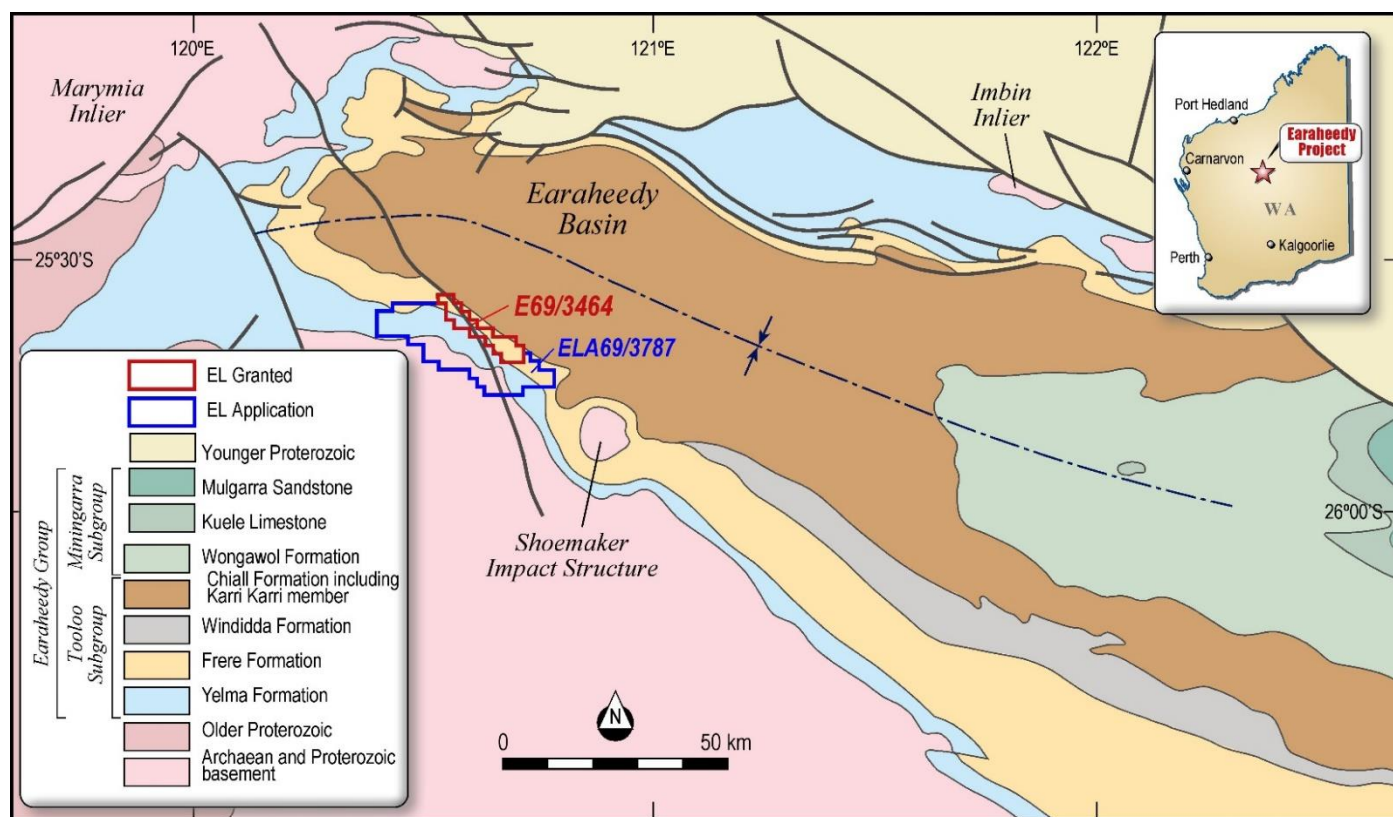 120ºE
121ºE
122ºE
Marymia
Inlier
Imbin
Inlier
Port Hedland
Earaheedy
Project
Carnarvon
WA
Kalgoorlie
Perth
Earaheedy
Basin
25º30'S
E69/3464
ELA69/3787
26º00'S
Shoemaker
Impact Structure
EL Granted
EL Application
Younger Proterozoic
Mulgarra Sandstone
Kuele Limestone
Wongawol Formation
Chiall Formation including
Karri Karri member
Windidda Formation
Frere Formation
Yelma Formation
Older Proterozoic
Archaean and Proterozoic
basement
Earaheedy Group
Miningarra
Subgroup
Tooloo
Subgroup
N
0
50 km